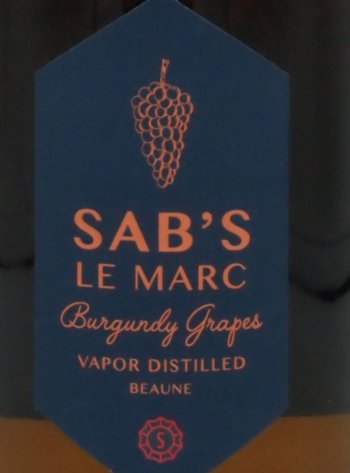 SAB'S
LE MARC
Burgundy Grapes
VAPOR DISTILLED
BEAUNE
S